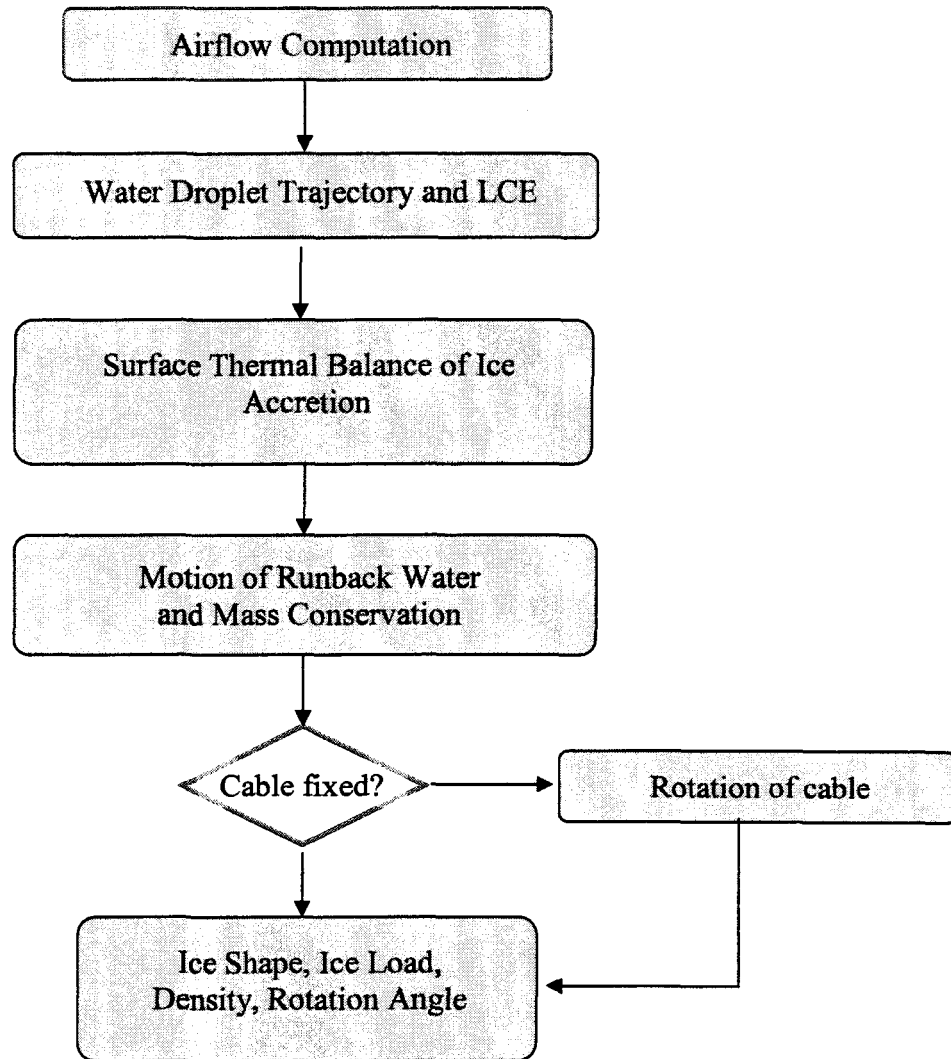 Airflow Computation
Water Droplet Trajectory and LCE
Surface Thermal Balance of Ice
Accretion
Motion of Runback Water
and Mass Conservation
Cable fixed?
Rotation of cable
Ice Shape, Ice Load,
Density, Rotation Angle